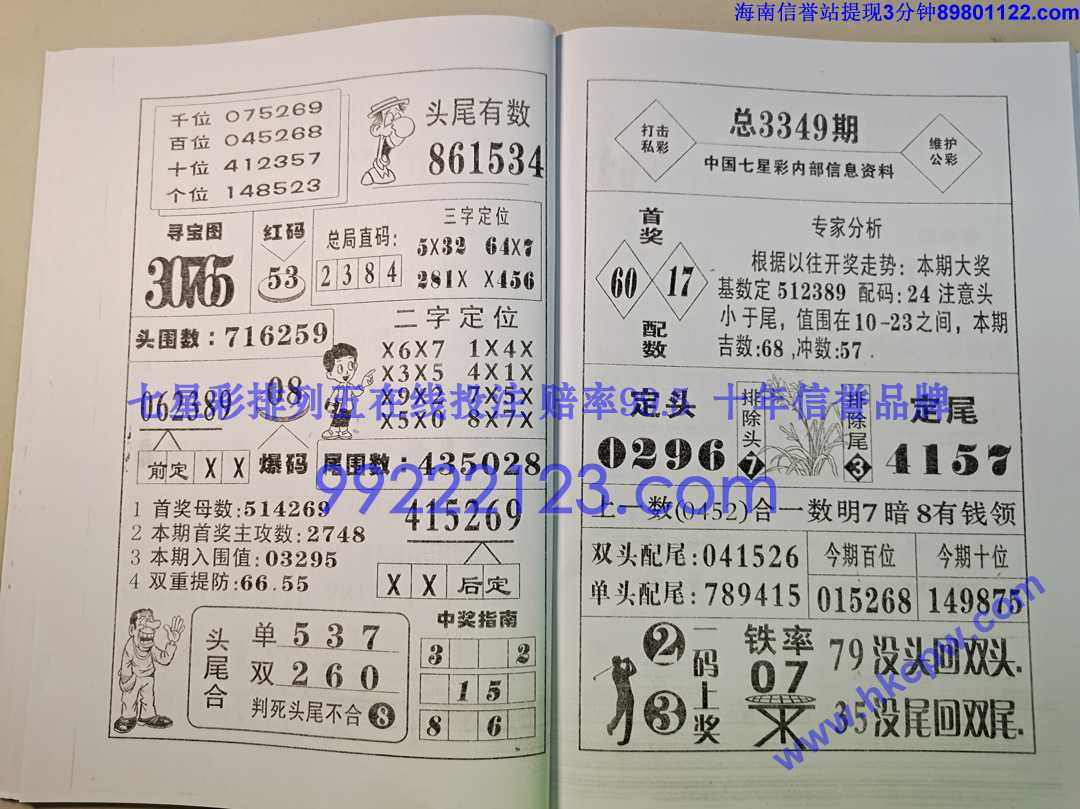 海南信誉站提现3分钟89801122.com
千位 075269
百位 045268
十位 412357
个位 148523
头尾有数
861534
寻宝图
30765
红码
53
总局直码:
2384
三字定位
5X32 64X7
281X X456
头围数:716259
二字定位
X6X7 1X4X
X3X5 4X1X
X9X2 7X5X
X5X6 8X7X
062389
前定 X X
08
爆码
尾围数:435028
七星彩排列五在线投注 赔率9 十年信誉品牌
99222123.com
1 首奖母数:514269
2 本期首奖主攻数:2748
3 本期入围值:03295
4 双重提防:66.55
415269
X X 后定
头尾合
单 537
双 260
判死头尾不合 8
中奖指南
3 2
1 5
8 6
打击私彩
总3349期
中国七星彩内部信息资料
维护公彩
首奖
60 17
配数
专家分析
根据以往开奖走势:本期大奖
基数定 512389 配码:24 注意头
小于尾,值围在10-23之间,本期
吉数:68 ,冲数:57 .
定头
0296
排除头
7
排除尾
3
定尾
4157
上一数(0452)合一数明7暗8有钱领
双头配尾:041526
单头配尾:789415
今期百位
015268
今期十位
149875
2
3
一码上奖
铁率
07
79没头回双头.
35没尾回双尾.
www.hkcpw.com